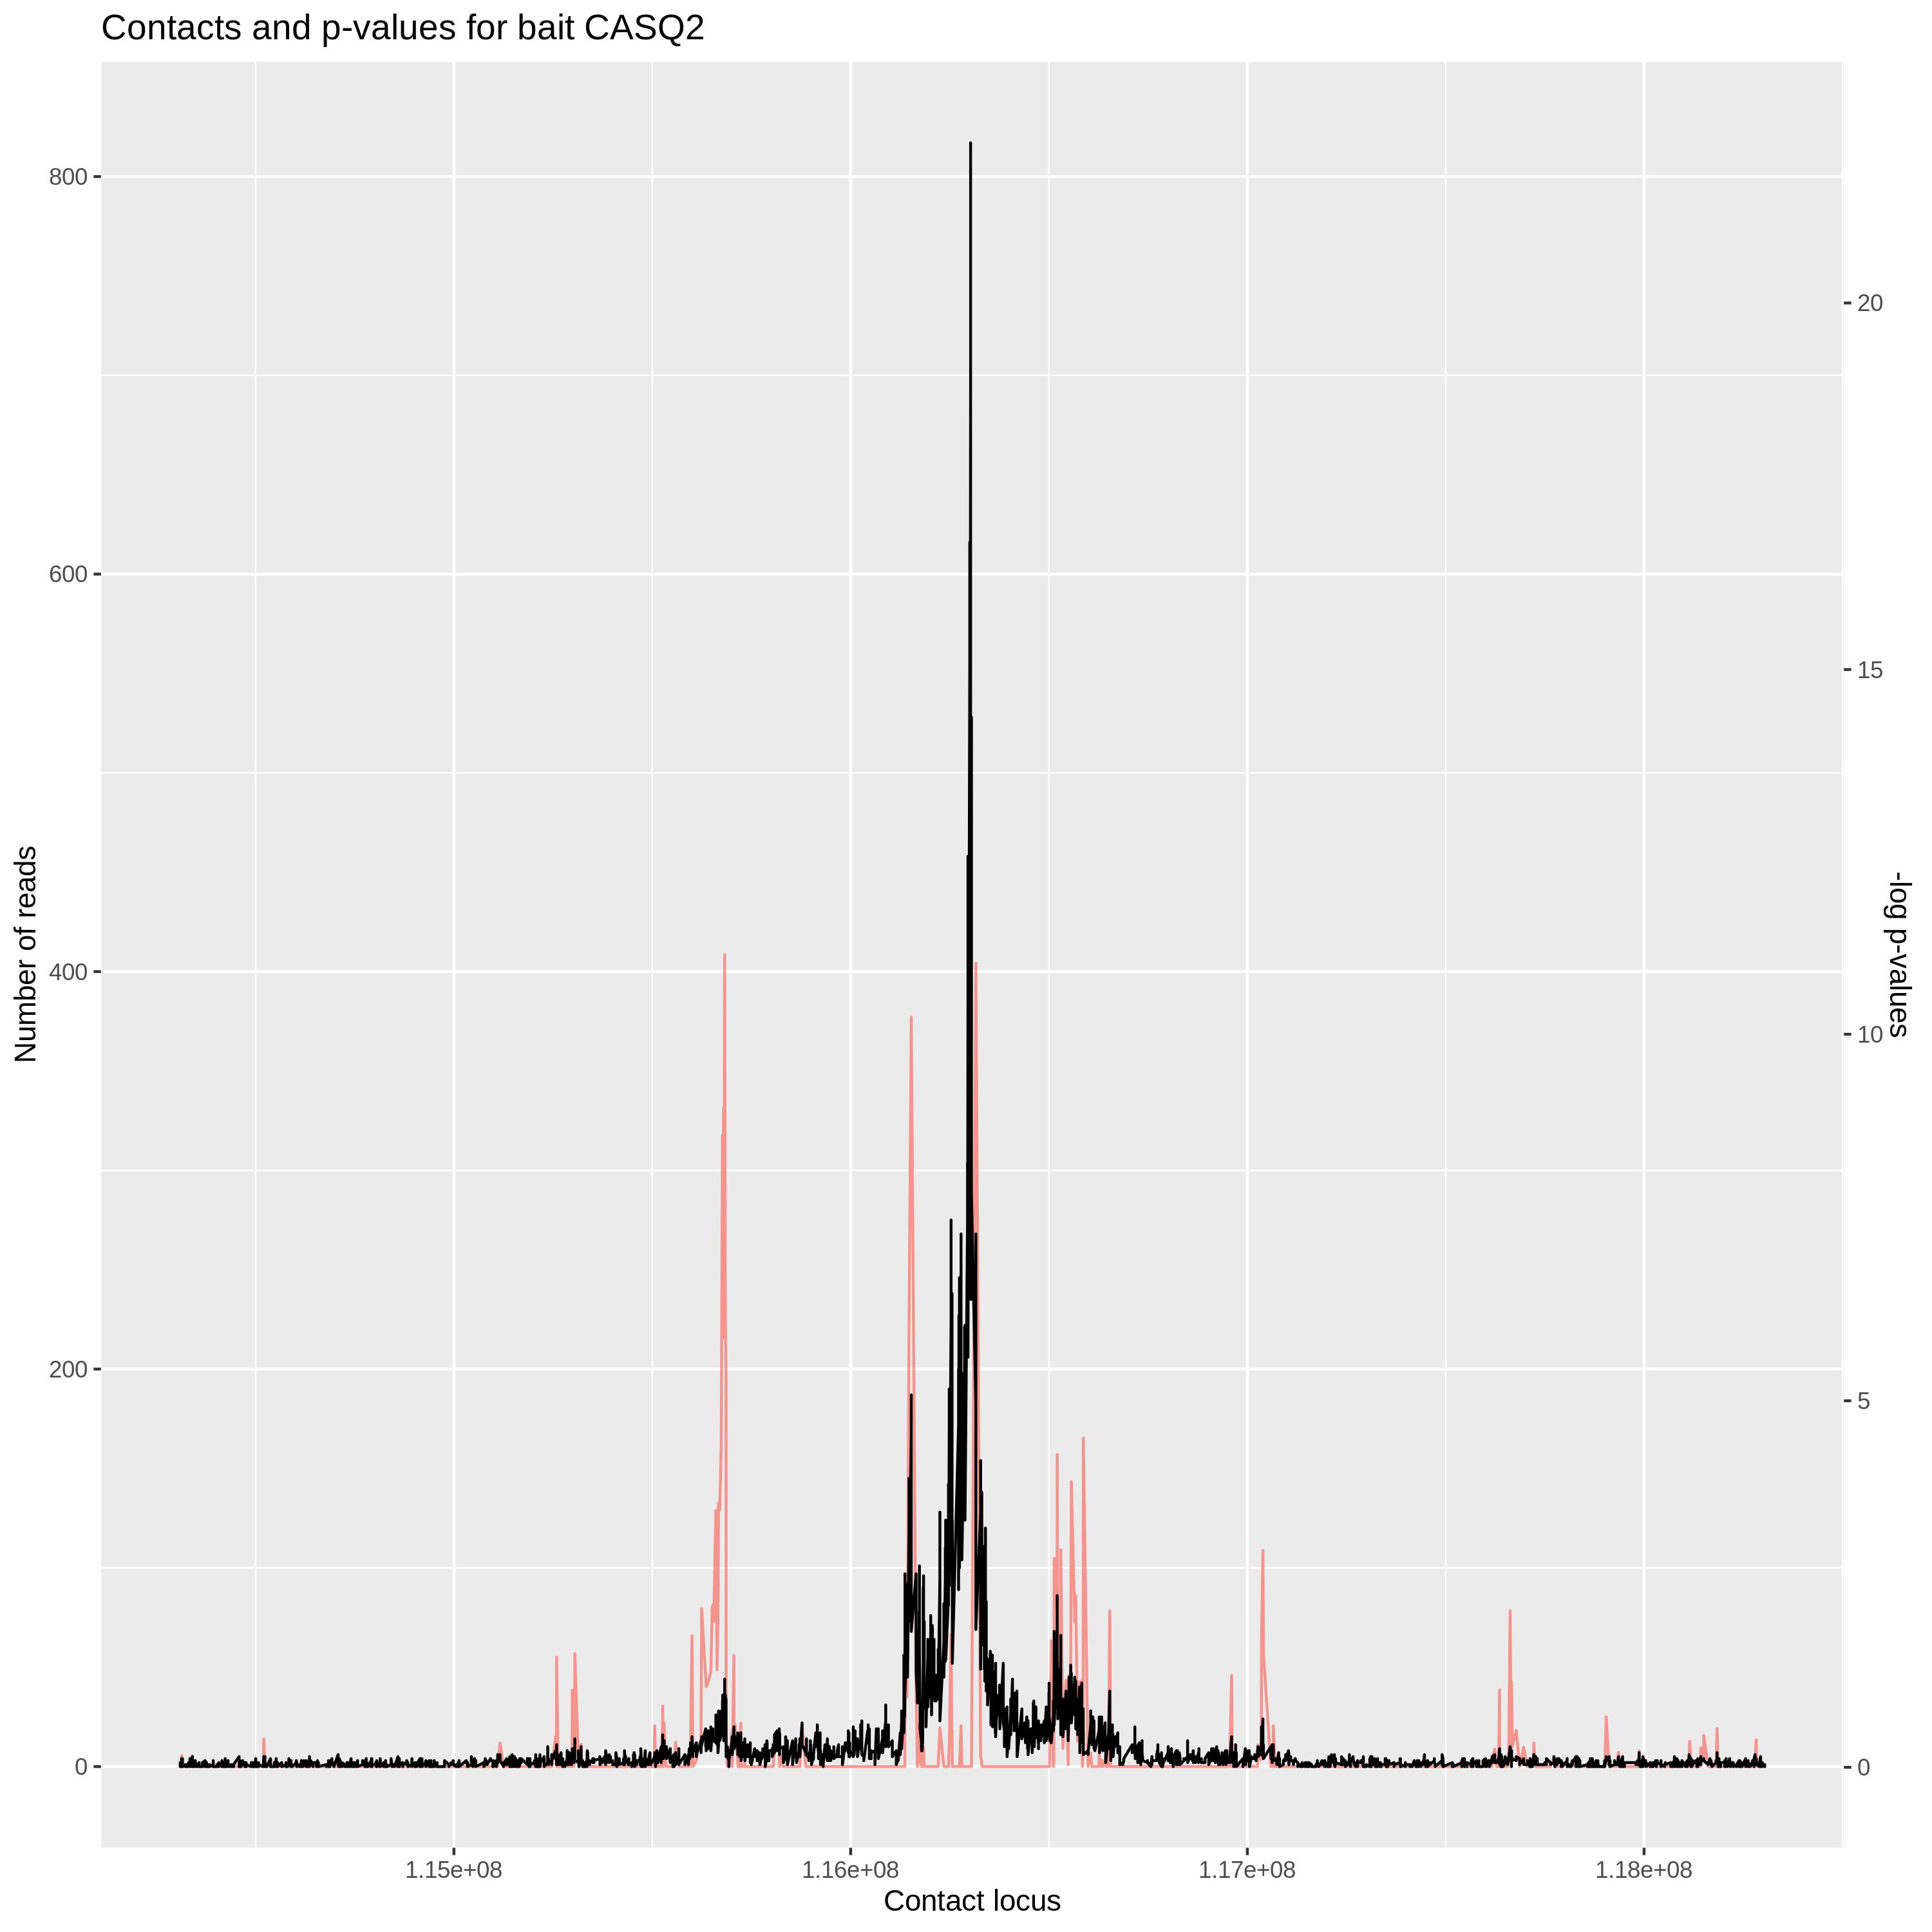 Contacts and p-values for bait CASQ2
800
600
400
200
0
Number of reads
20
15
10
5
0
-log p-values
1.15e+08 1.16e+08 1.17e+08 1.18e+08
Contact locus